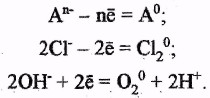 Aⁿ⁻ – nē = A⁰;
2Cl⁻ – 2ē = Cl₂⁰;
2OH⁻ + 2ē = O₂⁰ + 2H⁺.